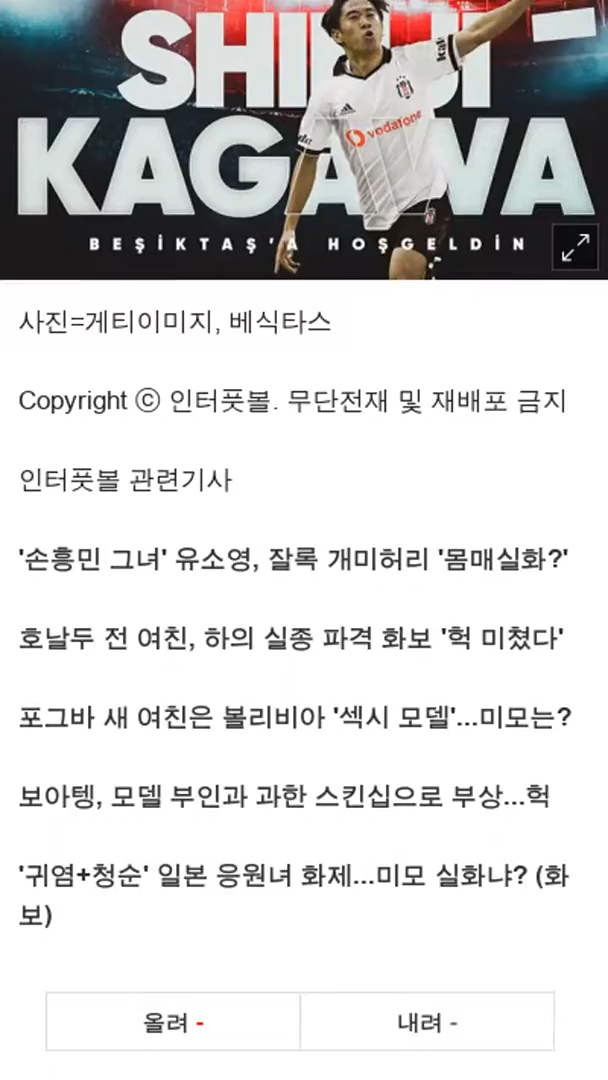 SHINJI
KAGAWA
BEŞİKTAŞ'A HOŞGELDİN
vodafone
사진=게티이미지, 베식타스
Copyright ⓒ 인터풋볼. 무단전재 및 재배포 금지
인터풋볼 관련기사
'손흥민 그녀' 유소영, 잘록 개미허리 '몸매실화?'
호날두 전 여친, 하의 실종 파격 화보 '헉 미쳤다'
포그바 새 여친은 볼리비아 '섹시 모델'...미모는?
보아텡, 모델 부인과 과한 스킨십으로 부상...헉
'귀염+청순' 일본 응원녀 화제...미모 실화냐? (화
보)
올려 - 내려 -